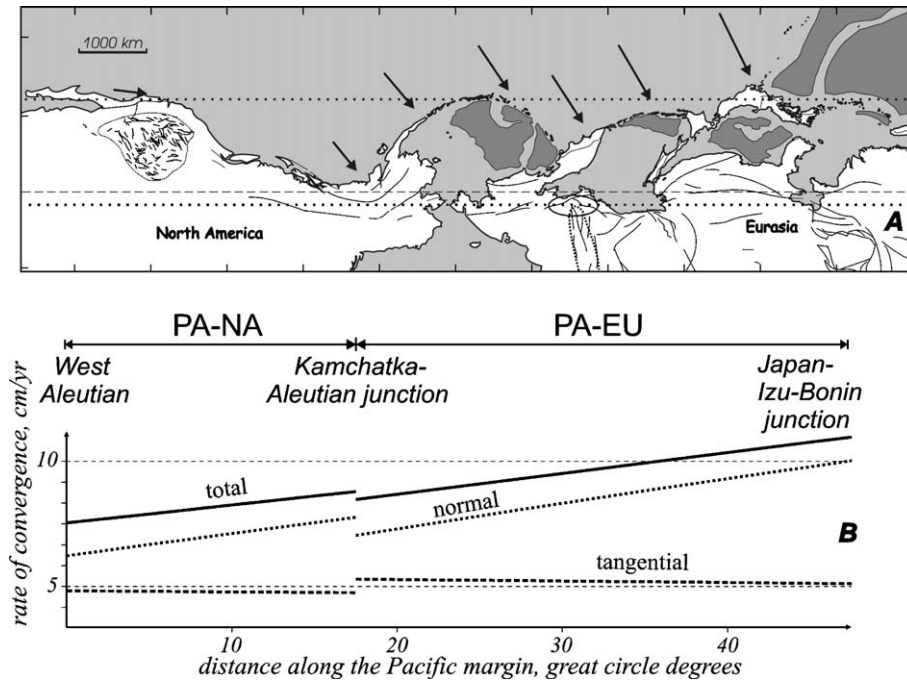 1000 km
North America
Eurasia
A
PA-NA
PA-EU
West
Aleutian
Kamchatka-
Aleutian junction
Japan-
Izu-Bonin
junction
rate of convergence, cm/yr
10
total
normal
B
tangential
5
10
20
30
40
distance along the Pacific margin, great circle degrees